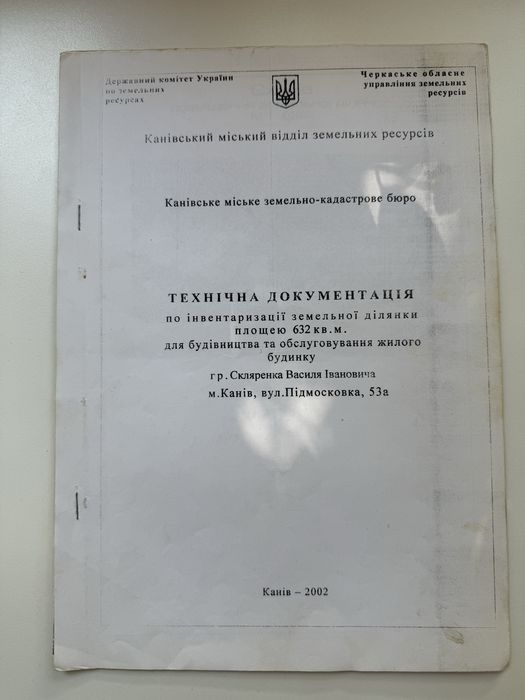 Державний комітет України
по земельних
ресурсах
Черкаське обласне
управління земельних
ресурсів
Канівський міський відділ земельних ресурсів
Канівське міське земельно-кадастрове бюро
ТЕХНІЧНА ДОКУМЕНТАЦІЯ
по інвентаризації земельної ділянки
площею 632 кв.м.
для будівництва та обслуговування жилого
будинку
гр.Скляренка Василя Івановича
м.Канів, вул.Підмосковка, 53а
Канів – 2002